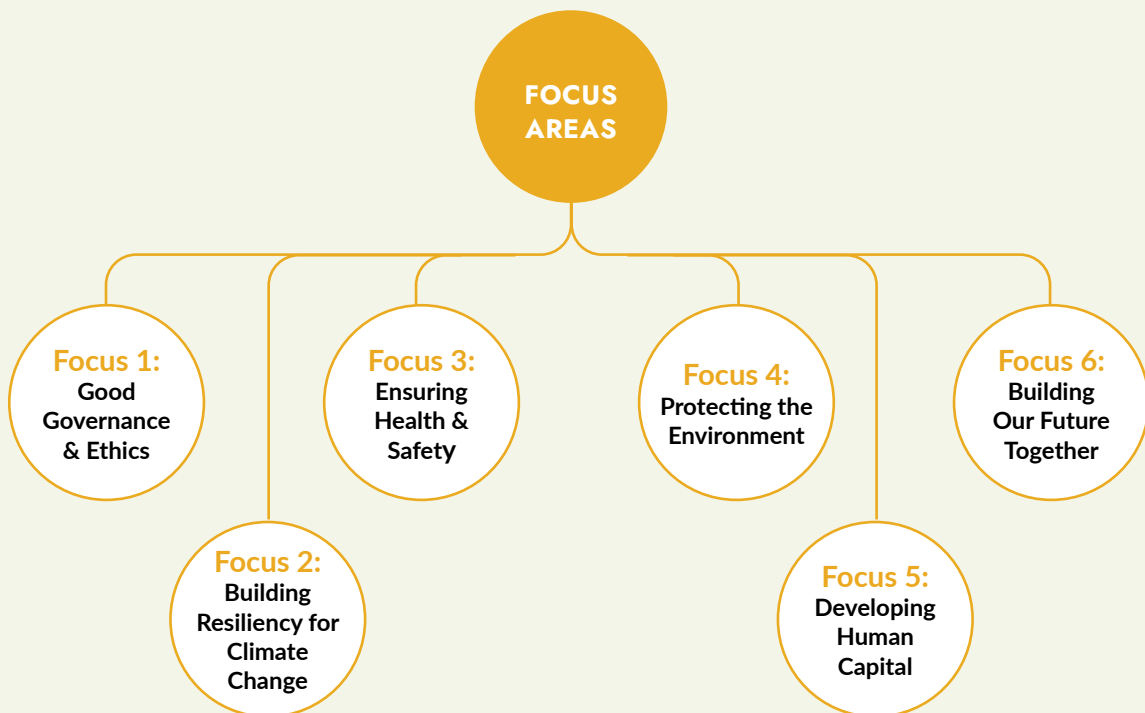 FOCUS
AREAS
Focus 1:
Good
Governance
& Ethics
Focus 2:
Building
Resiliency for
Climate
Change
Focus 3:
Ensuring
Health &
Safety
Focus 4:
Protecting the
Environment
Focus 5:
Developing
Human
Capital
Focus 6:
Building
Our Future
Together